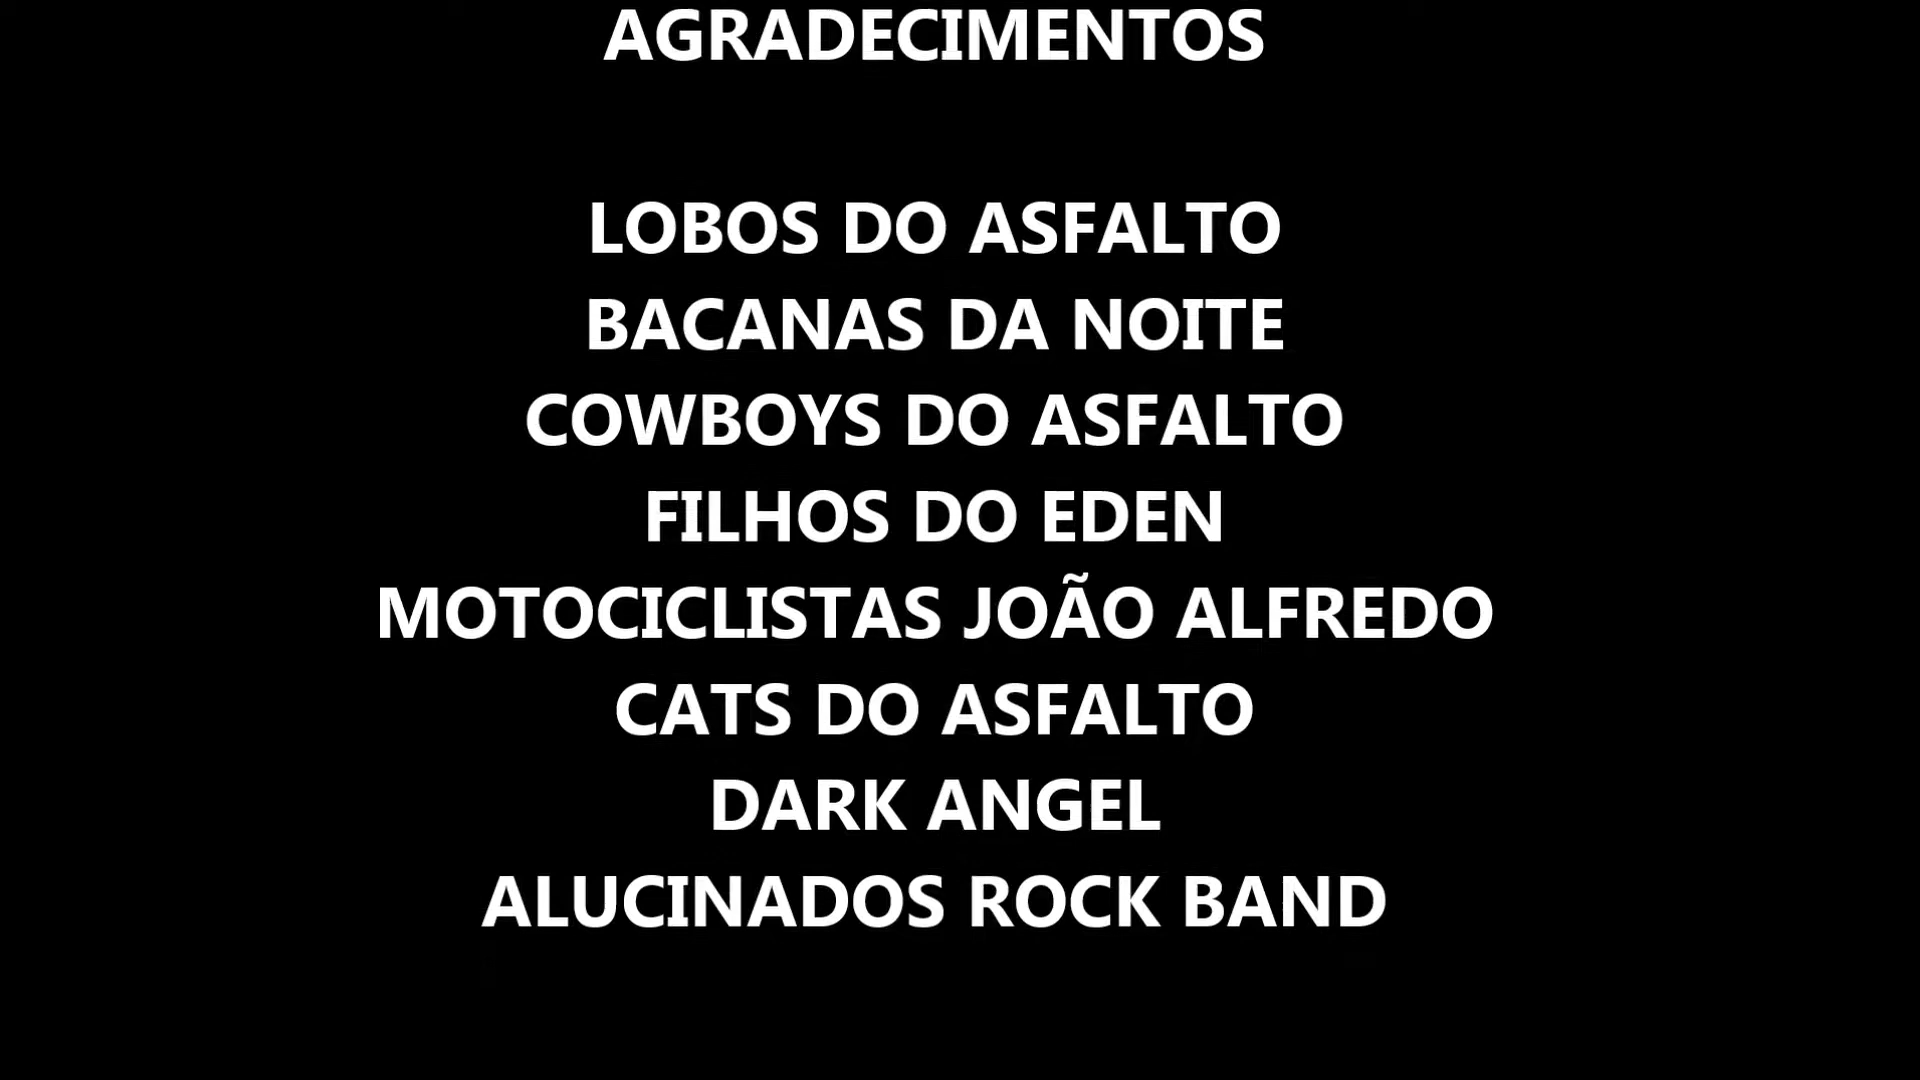 AGRADECIMENTOS
LOBOS DO ASFALTO
BACANAS DA NOITE
COWBOYS DO ASFALTO
FILHOS DO EDEN
MOTOCICLISTAS JOÃO ALFREDO
CATS DO ASFALTO
DARK ANGEL
ALUCINADOS ROCK BAND